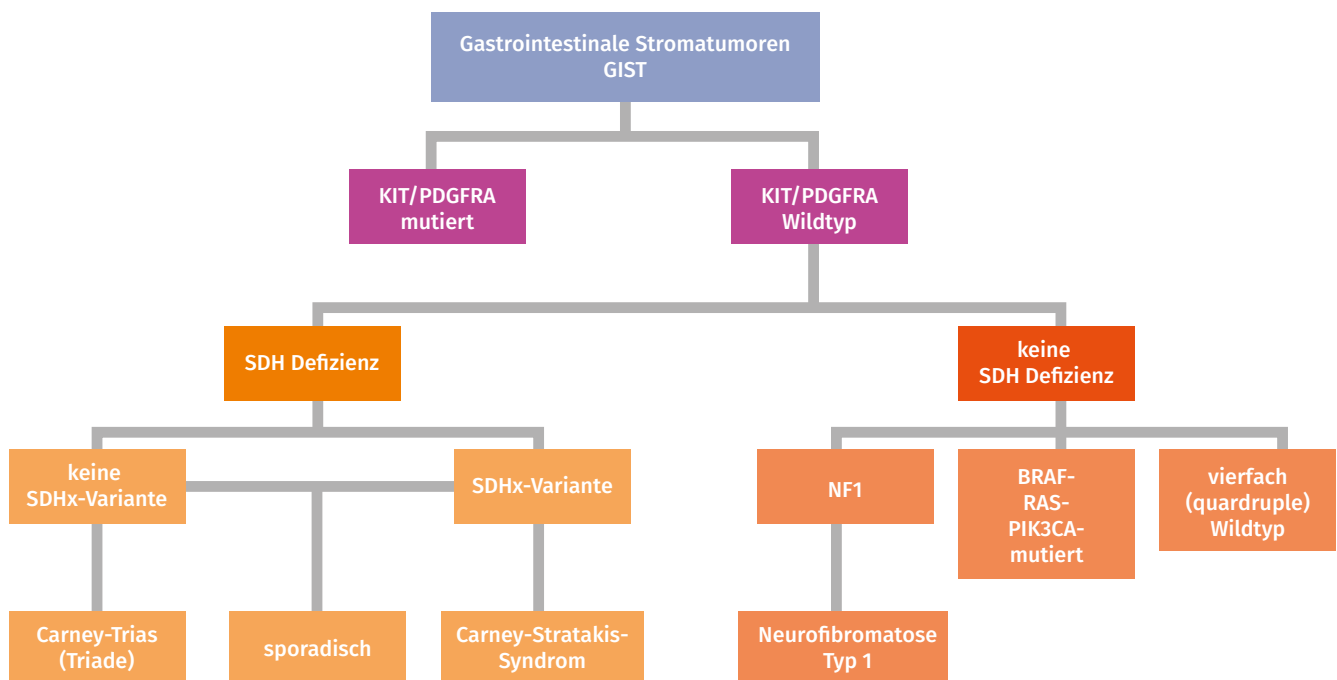 Gastrointestinale Stromatumoren
GIST
KIT/PDGFRA
mutiert
KIT/PDGFRA
Wildtyp
SDH Defizienz
keine
SDH Defizienz
keine
SDHx-Variante
SDHx-Variante
NF1
BRAF-
RAS-
PIK3CA-
mutiert
vierfach
(quardruple)
Wildtyp
Carney-Trias
(Triade)
sporadisch
Carney-Stratakis-
Syndrom
Neurofibromatose
Typ 1